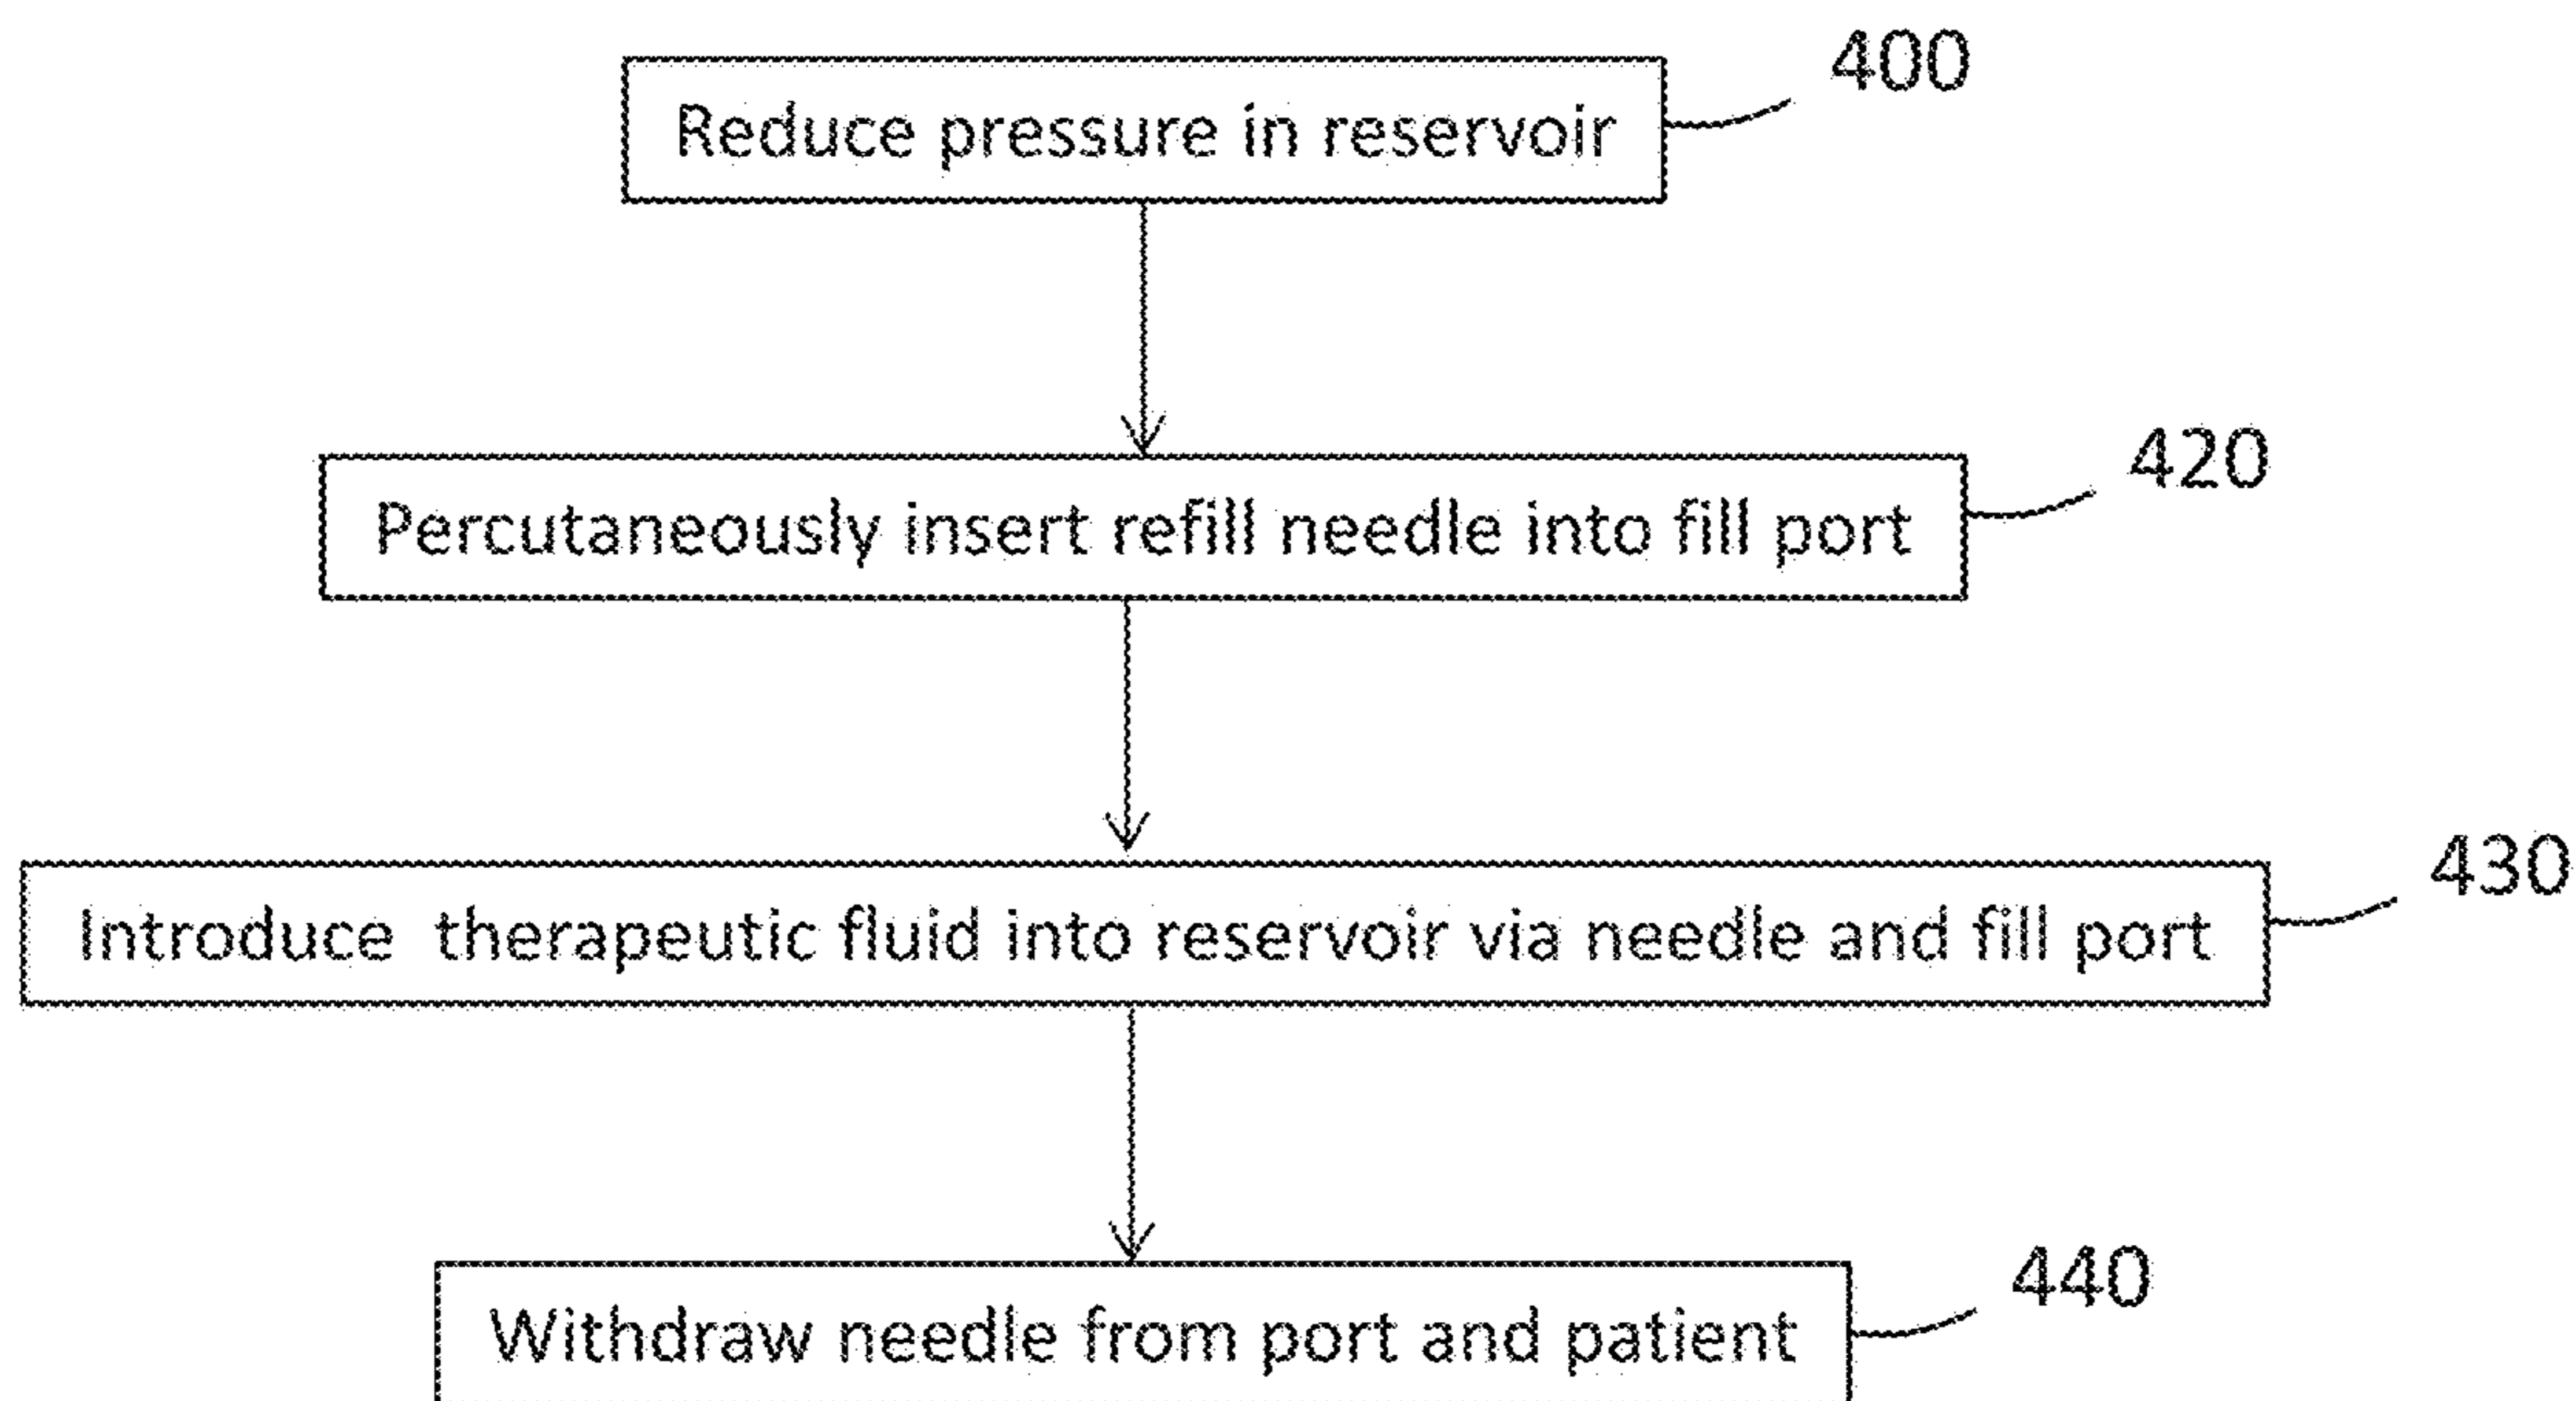 400
Reduce pressure in reservoir
420
Percutaneously insert refill needle into fill port
430
Introduce therapeutic fluid into reservoir via needle and fill port
440
Withdraw needle from port and patient